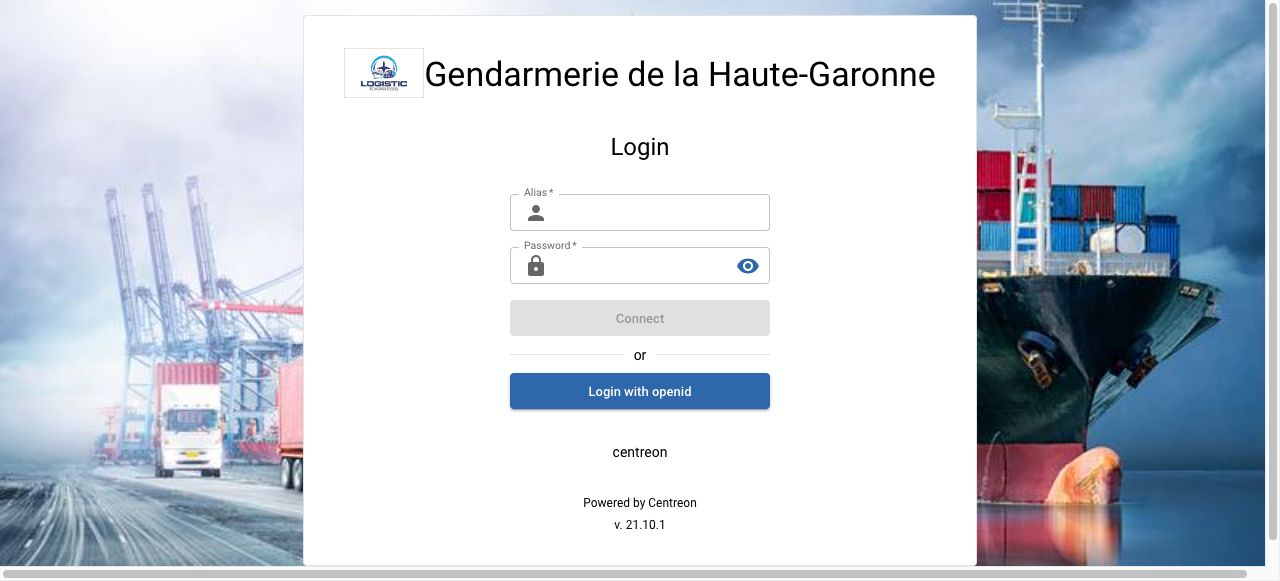 LOGISTIC
EXPRESS
Gendarmerie de la Haute-Garonne
Login
Alias *
Password *
Connect
or
Login with openid
centreon
Powered by Centreon
v. 21.10.1